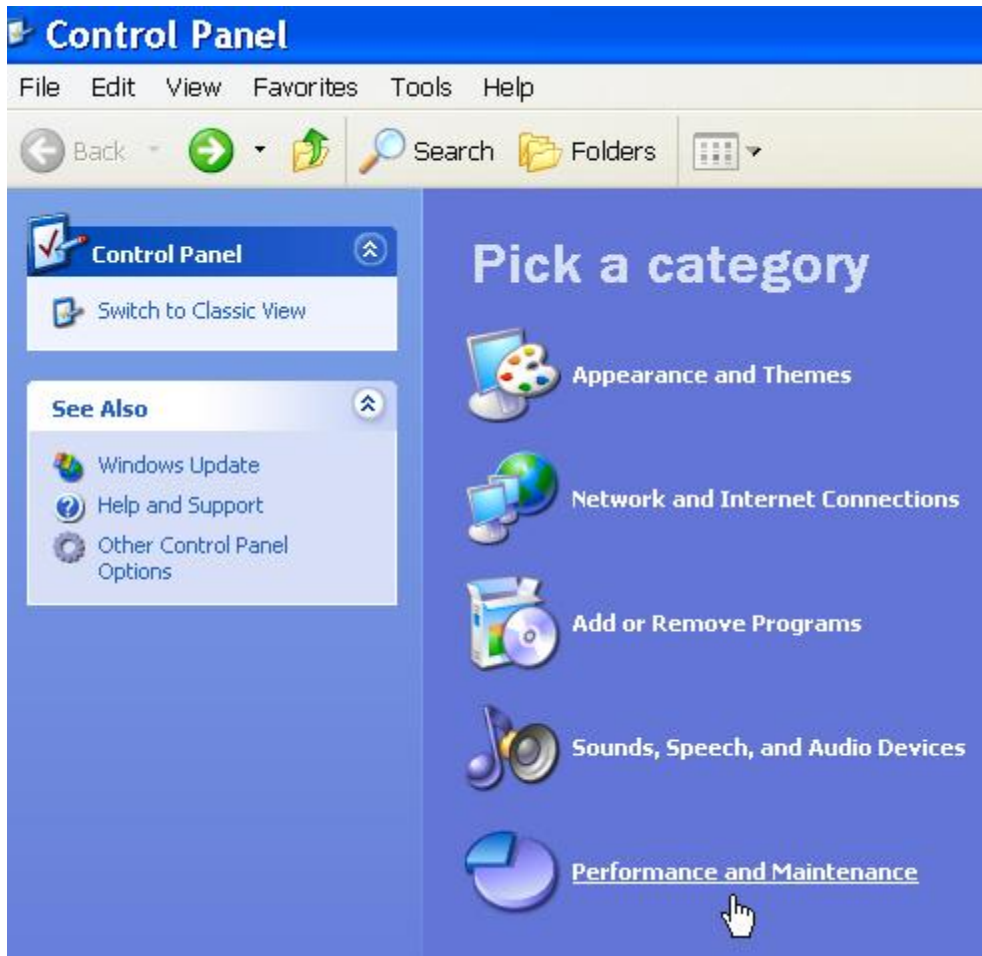 Control Panel
File Edit View Favorites Tools Help
Back Search Folders
Control Panel
Switch to Classic View
See Also
Windows Update
Help and Support
Other Control Panel
Options
Pick a category
Appearance and Themes
Network and Internet Connections
Add or Remove Programs
Sounds, Speech, and Audio Devices
Performance and Maintenance